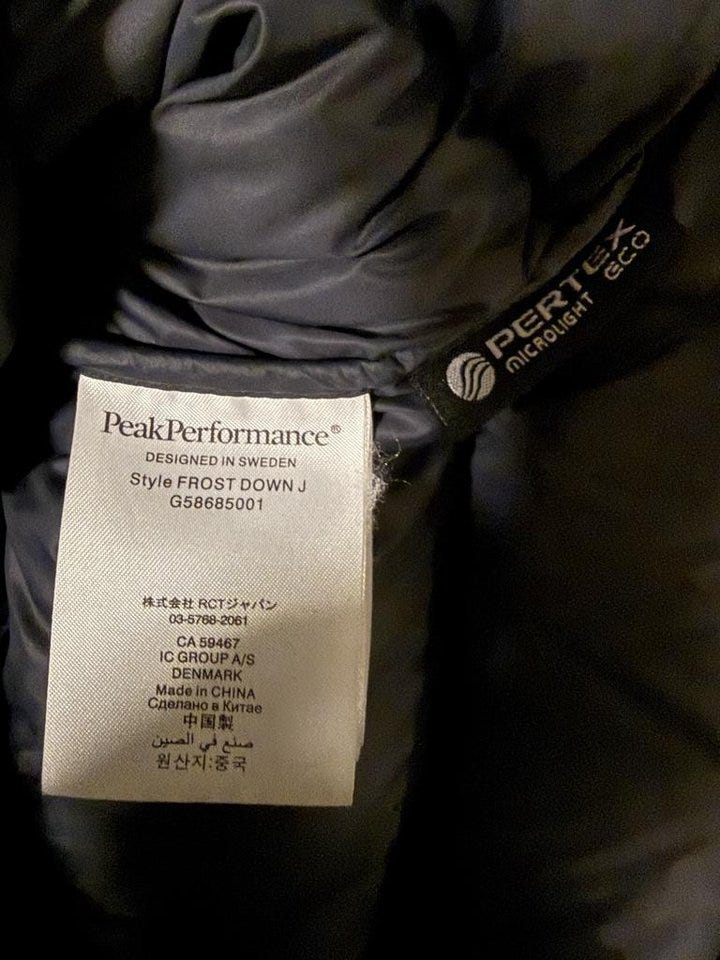 PERTEX
MICROLIGHT ECO
PeakPerformance®
DESIGNED IN SWEDEN
Style FROST DOWN J
G58685001
株式会社 RCTジャパン
03-5768-2061
CA 59467
IC GROUP A/S
DENMARK
Made in CHINA
Сделано в Китае
中国製
صنع في الصين
원산지:중국